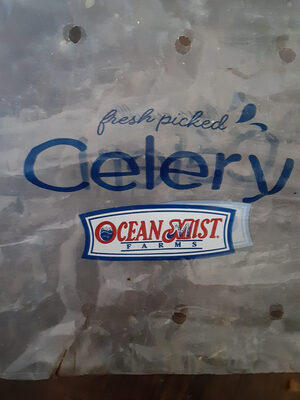 fresh picked
Celery
OCEAN MIST
FARMS